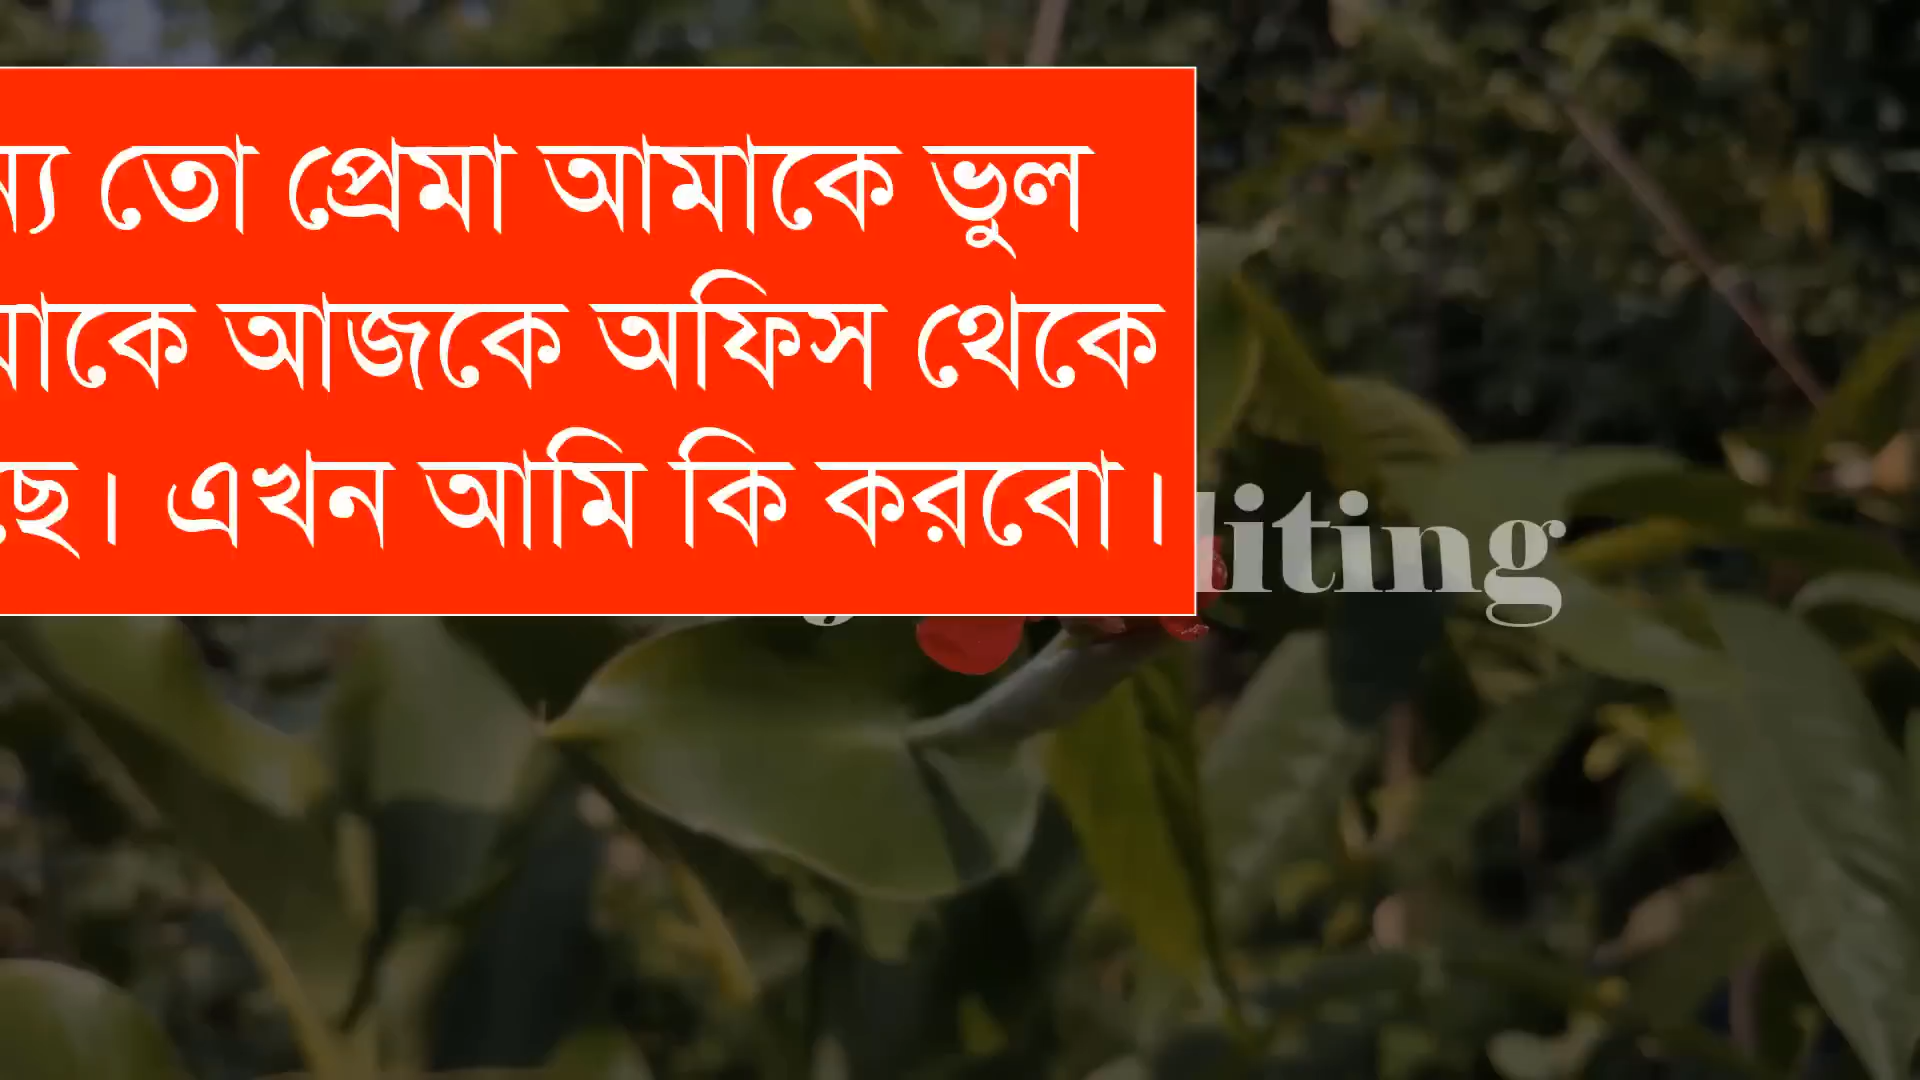 তো প্রেমা আমাকে ভুল
আজকে অফিস থেকে
এখন আমি কি করবো।